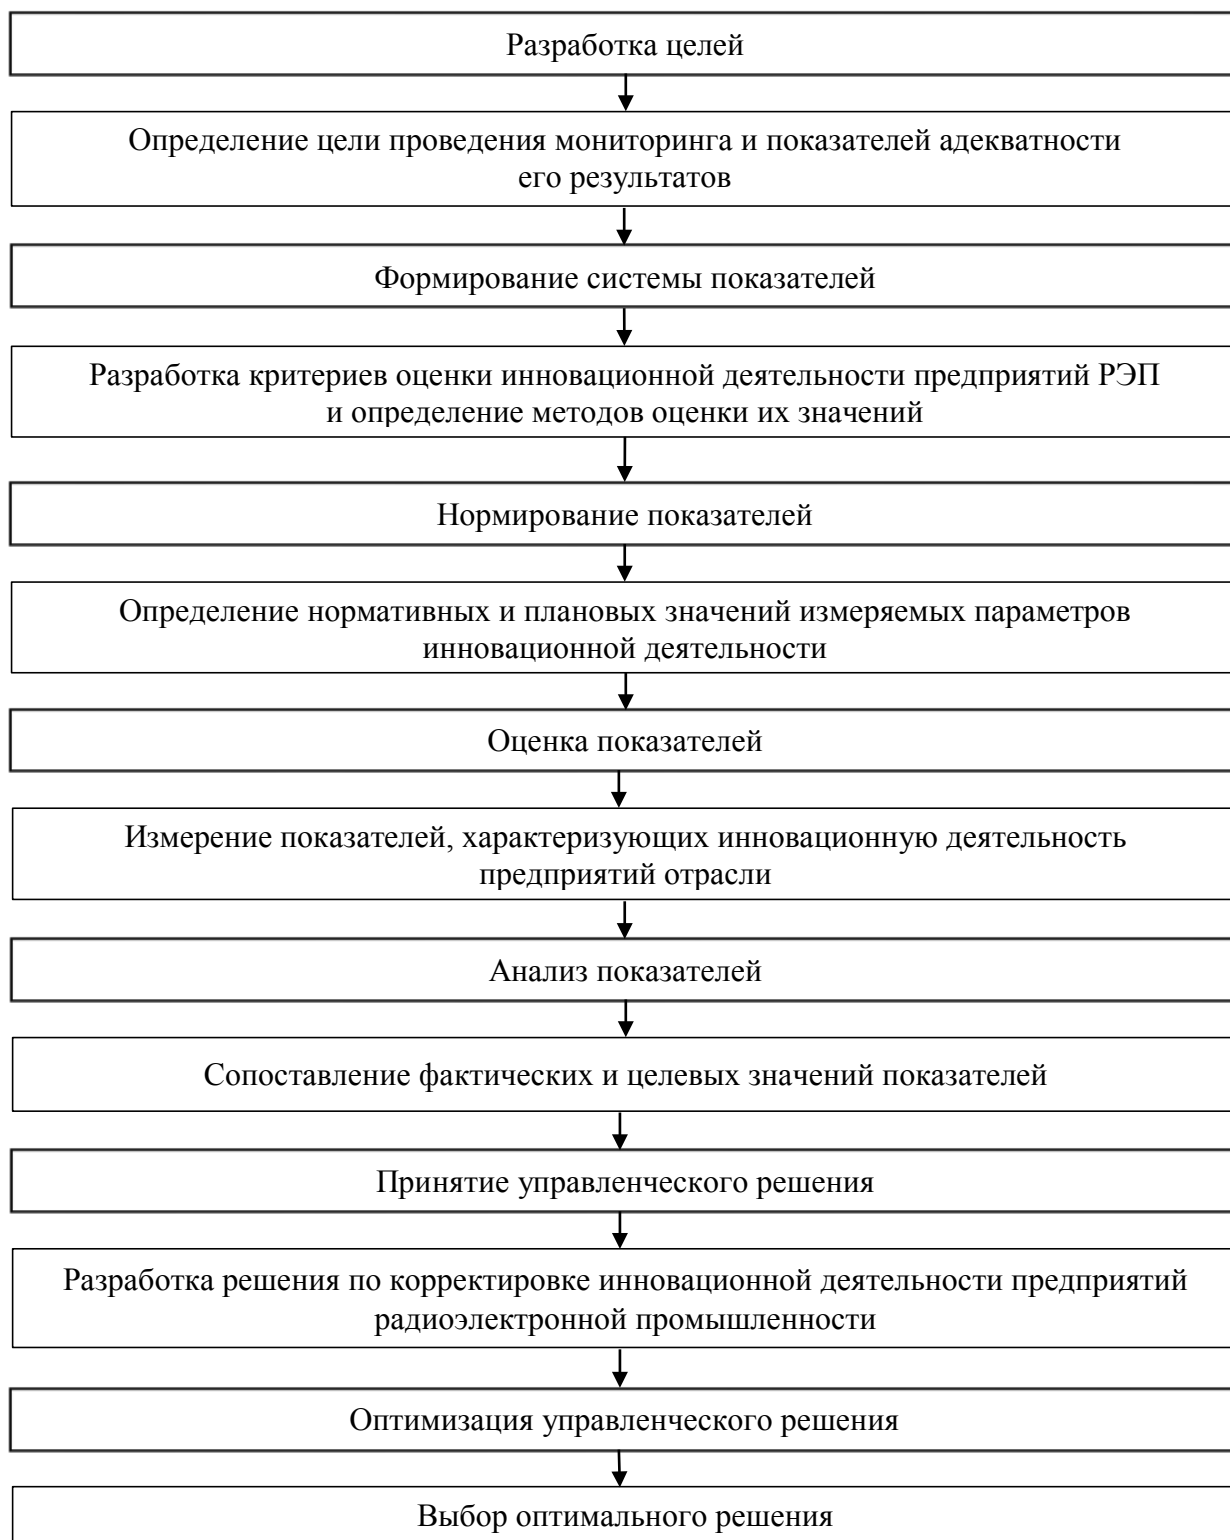 Разработка целей
Определение цели проведения мониторинга и показателей адекватности
его результатов
Формирование системы показателей
Разработка критериев оценки инновационной деятельности предприятий РЭП
и определение методов оценки их значений
Нормирование показателей
Определение нормативных и плановых значений измеряемых параметров
инновационной деятельности
Оценка показателей
Измерение показателей, характеризующих инновационную деятельность
предприятий отрасли
Анализ показателей
Сопоставление фактических и целевых значений показателей
Принятие управленческого решения
Разработка решения по корректировке инновационной деятельности предприятий
радиоэлектронной промышленности
Оптимизация управленческого решения
Выбор оптимального решения